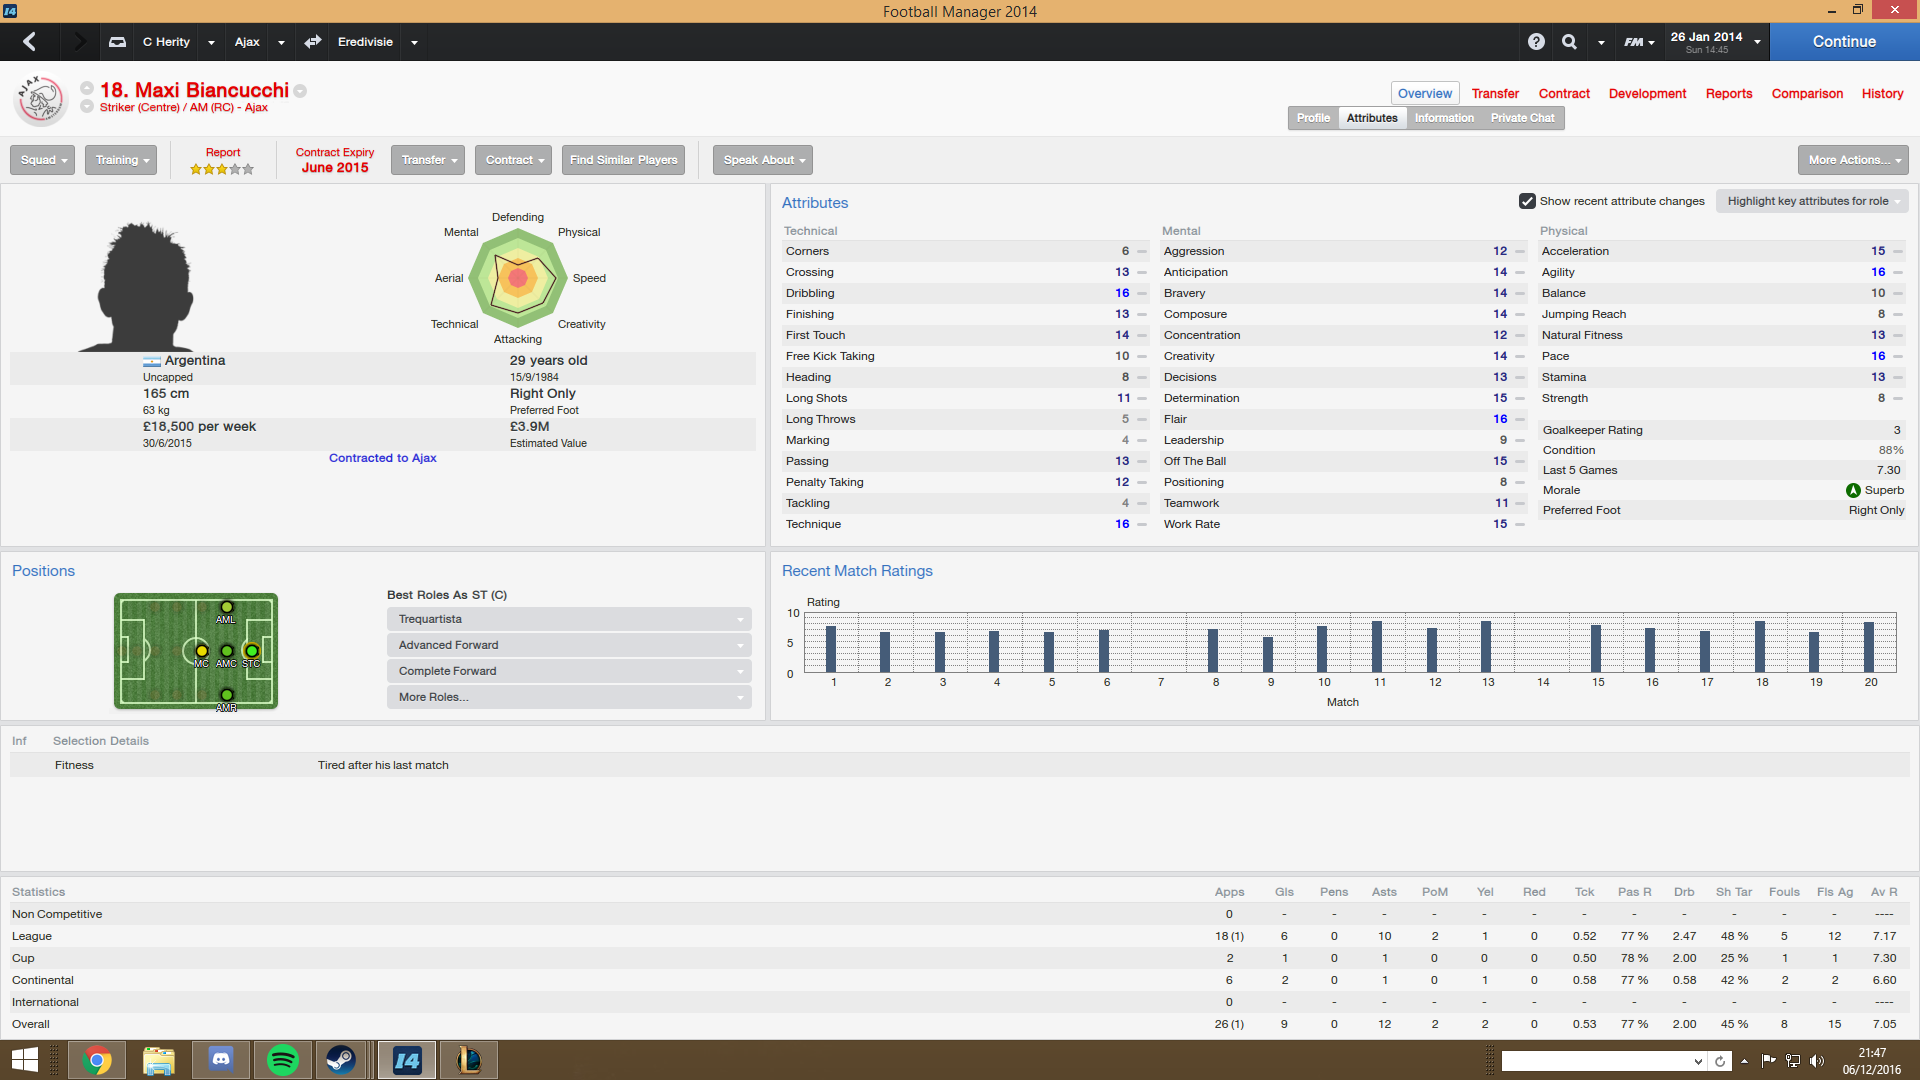 Football Manager 2014
C Herity Ajax Eredivisie FM 26 Jan 2014 Continue
Sun 14:45
18. Maxi Biancucchi
Striker (Centre) / AM (RC) - Ajax
Overview Transfer Contract Development Reports Comparison History
Profile Attributes Information Private Chat
Squad Training Report Contract Expiry June 2015 Transfer Contract Find Similar Players Speak About More Actions...
Defending
Mental Physical
Aerial Speed
Technical Creativity
Attacking
Argentina 29 years old
Uncapped 15/9/1984
165 cm Right Only
63 kg Preferred Foot
£18,500 per week £3.9M
30/6/2015 Estimated Value
Contracted to Ajax
Attributes Show recent attribute changes Highlight key attributes for role
Technical Mental Physical
Corners 6 Aggression 12 Acceleration 15
Crossing 13 Anticipation 14 Agility 16
Dribbling 16 Bravery 14 Balance 10
Finishing 13 Composure 14 Jumping Reach 8
First Touch 14 Concentration 12 Natural Fitness 13
Free Kick Taking 10 Creativity 14 Pace 16
Heading 8 Decisions 13 Stamina 13
Long Shots 11 Determination 15 Strength 8
Long Throws 5 Flair 16
Goalkeeper Rating 3
Marking 4 Leadership 9
Condition 88%
Passing 13 Off The Ball 15
Last 5 Games 7.30
Penalty Taking 12 Positioning 8
Morale Superb
Tackling 4 Teamwork 11
Preferred Foot Right Only
Technique 16 Work Rate 15
Positions
AML
MC AMC STC
AMR
Best Roles As ST (C)
Trequartista
Advanced Forward
Complete Forward
More Roles...
Recent Match Ratings
Rating
10
5
0
1 2 3 4 5 6 7 8 9 10 11 12 13 14 15 16 17 18 19 20
Match
Inf Selection Details
Fitness Tired after his last match
Statistics Apps Gls Pens Asts PoM Yel Red Tck Pas R Drb Sh Tar Fouls Fls Ag Av R
Non Competitive 0 - - - - - - - - - - - - ----
League 18 (1) 6 0 10 2 1 0 0.52 77 % 2.47 48 % 5 12 7.17
Cup 2 1 0 1 0 0 0 0.50 78 % 2.00 25 % 1 1 7.30
Continental 6 2 0 1 0 1 0 0.58 77 % 0.58 42 % 2 2 6.60
International 0 - - - - - - - - - - - - ----
Overall 26 (1) 9 0 12 2 2 0 0.53 77 % 2.00 45 % 8 15 7.05
21:47
06/12/2016